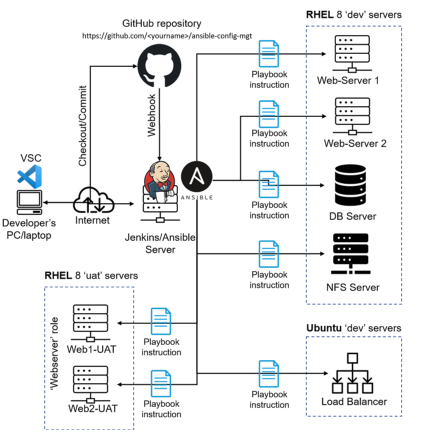 GitHub repository
https://github.com/<yourname>/ansible-config-mgt
RHEL 8 ‘dev’ servers
Playbook
instruction
Web-Server 1
Checkout/Commit
Webhook
Playbook
instruction
Web-Server 2
VSC
Developer’s
PC/laptop
Internet
ANSIBLE
Jenkins/Ansible
Server
Playbook
instruction
DB Server
Playbook
instruction
NFS Server
RHEL 8 ‘uat’ servers
‘Webserver’ role
Web1-UAT
Playbook
instruction
Web2-UAT
Playbook
instruction
Ubuntu ‘dev’ servers
Playbook
instruction
Load Balancer